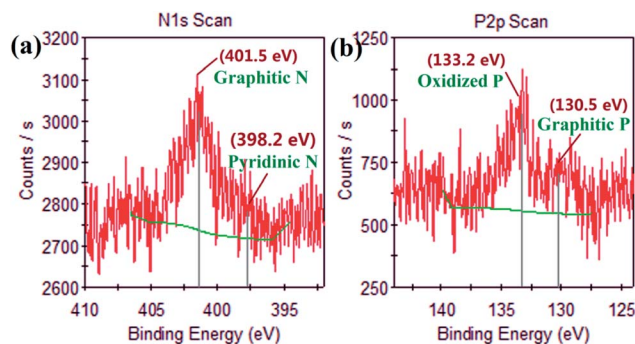 N1s Scan
(a)
3200
3100
3000
2900
2800
2700
2600
Counts / s
(401.5 eV)
Graphitic N
(398.2 eV)
Pyridinic N
410 405 400 395
Binding Energy (eV)
P2p Scan
(b)
1250
1000
750
500
250
Counts / s
(133.2 eV)
Oxidized P
(130.5 eV)
Graphitic P
140 135 130 125
Binding Energy (eV)